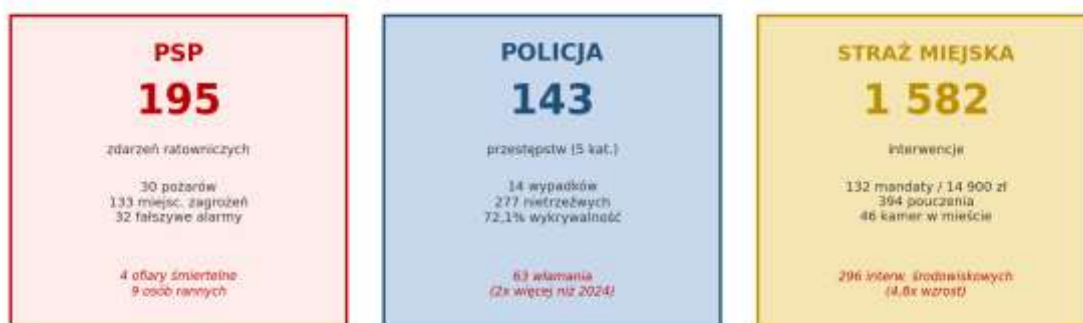 PSP
195
zdarzeń ratowniczych
30 pożarów
133 miejsc. zagrożeń
32 fałszywe alarmy
4 ofiary śmiertelne
9 osób rannych
POLICJA
143
przestępstw (5 kat.)
14 wypadków
277 nietrzeźwych
72,1% wykrywalność
63 włamania
(2x więcej niż 2024)
STRAŻ MIEJSKA
1 582
interwencje
132 mandaty / 14 900 zł
394 pouczenia
46 kamer w mieście
296 interw. środowiskowych
(4,8x wzrost)